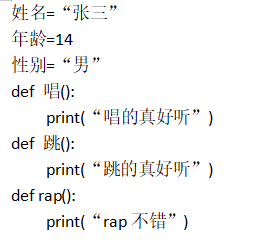 姓名=“张三”
年龄=14
性别=“男”
def 唱():
    print(“唱的真好听”)
def 跳():
    print(“跳的真好听”)
def rap():
    print(“rap 不错”)